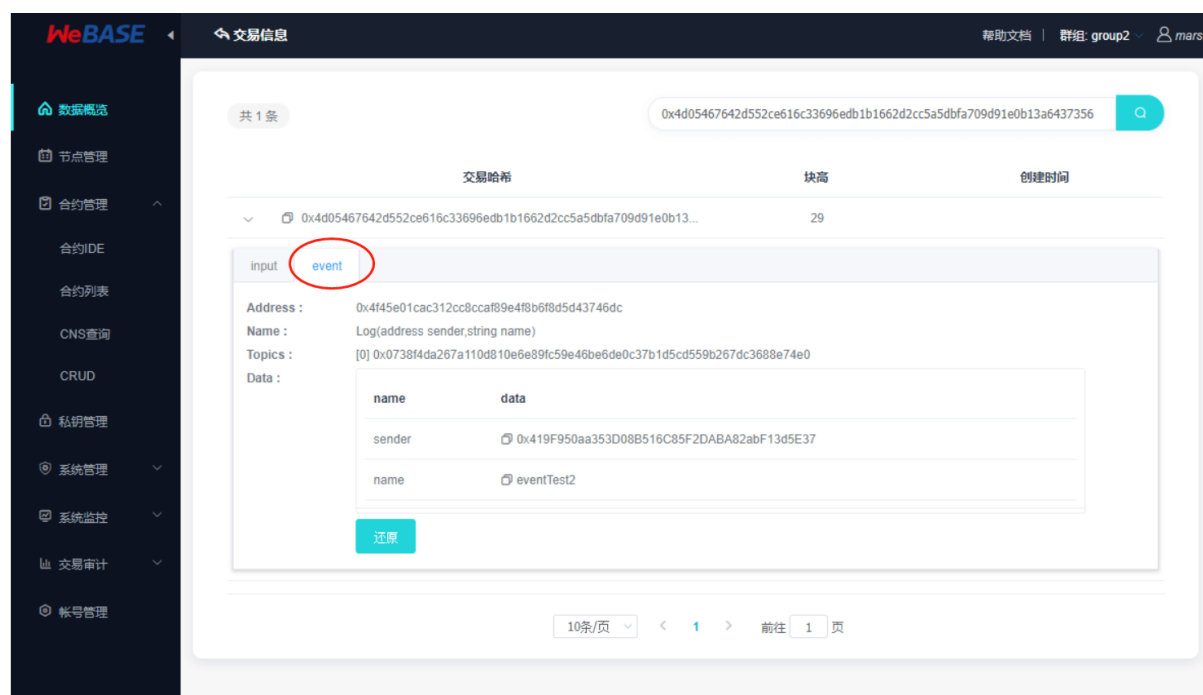 WeBASE
交易信息
帮助文档 | 群组: group2 mars
数据概览
节点管理
合约管理
合约IDE
合约列表
CNS查询
CRUD
私钥管理
系统管理
系统监控
交易审计
帐号管理
共 1 条
0x4d05467642d552ce616c33696edb1b1662d2cc5a5dbfa709d91e0b13a6437356
交易哈希 块高 创建时间
0x4d05467642d552ce616c33696edb1b1662d2cc5a5dbfa709d91e0b13... 29
input event
Address : 0x4f45e01cac312cc8ccaf89e4f8b6f8d5d43746dc
Name : Log(address sender,string name)
Topics : [0] 0x0738f4da267a110d810e6e89fc59e46be6de0c37b1d5cd559b267dc3688e74e0
Data :
name data
sender 0x419F950aa353D08B516C85F2DABA82abF13d5E37
name eventTest2
还原
10条/页 < 1 > 前往 1 页